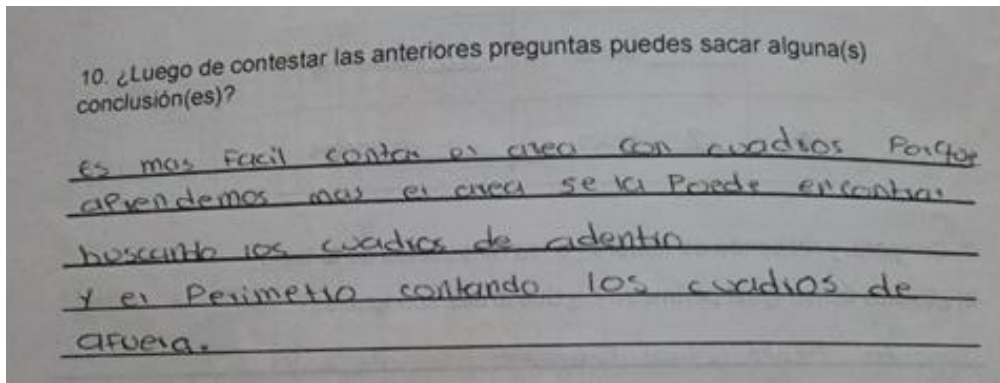 10. ¿Luego de contestar las anteriores preguntas puedes sacar alguna(s)
conclusión(es)?
es mas Facil contar el area con cuadros Porque
aprendemos mas el area se la Poede encontrar
buscanto los cuadros de adentro
Y el Perimetro contando los cuadros de
aFuera.